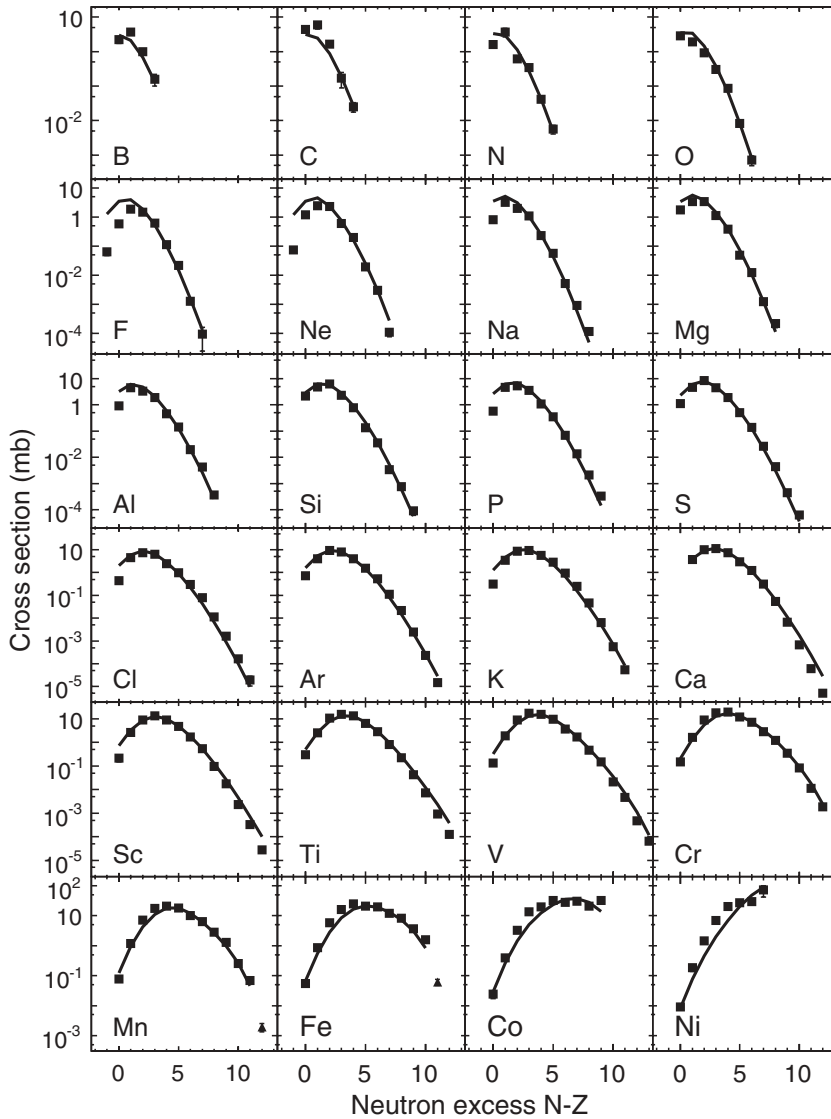 10
10⁻²
B
C
N
O
10
1
10⁻²
10⁻⁴
F
Ne
Na
Mg
10
1
10⁻²
10⁻⁴
Al
Si
P
S
10
10⁻¹
10⁻³
10⁻⁵
Cl
Ar
K
Ca
10
10⁻¹
10⁻³
10⁻⁵
Sc
Ti
V
Cr
10²
10
10⁻¹
10⁻³
Mn
Fe
Co
Ni
Cross section (mb)
0 5 10 0 5 10 0 5 10 0 5 10
Neutron excess N-Z